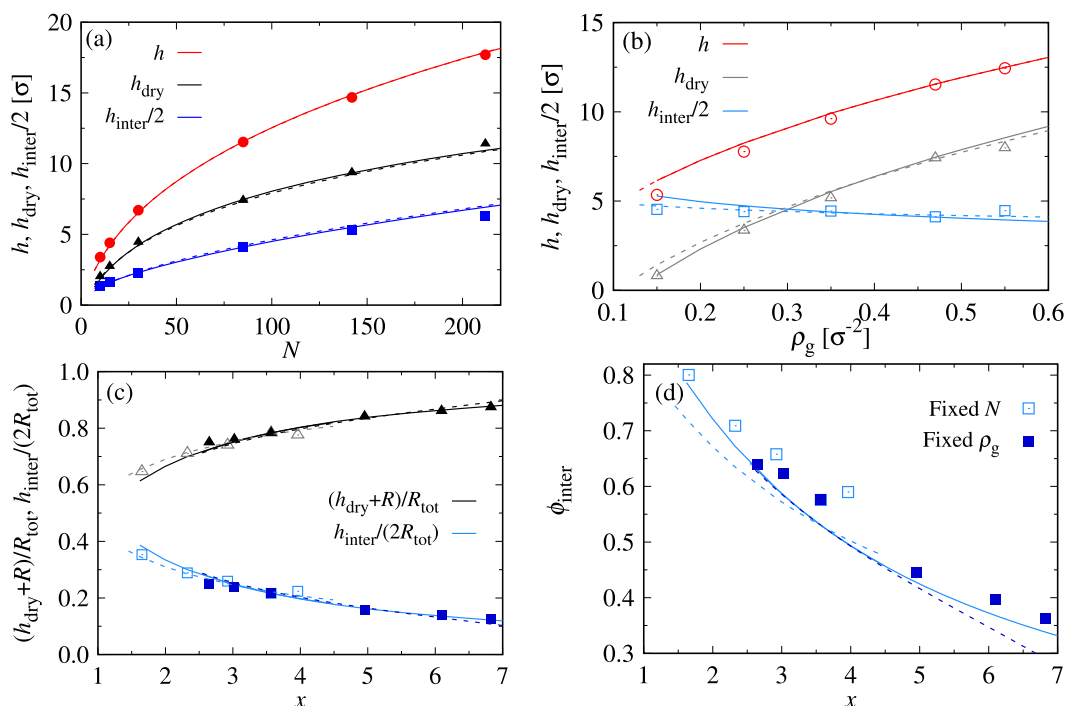 (a)
h
h_dry
h_inter/2
h, h_dry, h_inter/2 [σ]
20
15
10
5
0
0 50 100 150 200
N
(b)
h
h_dry
h_inter/2
h, h_dry, h_inter/2 [σ]
15
10
5
0
0.1 0.2 0.3 0.4 0.5 0.6
ρ_g [σ^-2]
(c)
(h_dry+R)/R_tot
h_inter/(2R_tot)
(h_dry+R)/R_tot, h_inter/(2R_tot)
1.0
0.8
0.6
0.4
0.2
0.0
1 2 3 4 5 6 7
x
(d)
Fixed N
Fixed ρ_g
ϕ_inter
0.8
0.7
0.6
0.5
0.4
0.3
1 2 3 4 5 6 7
x